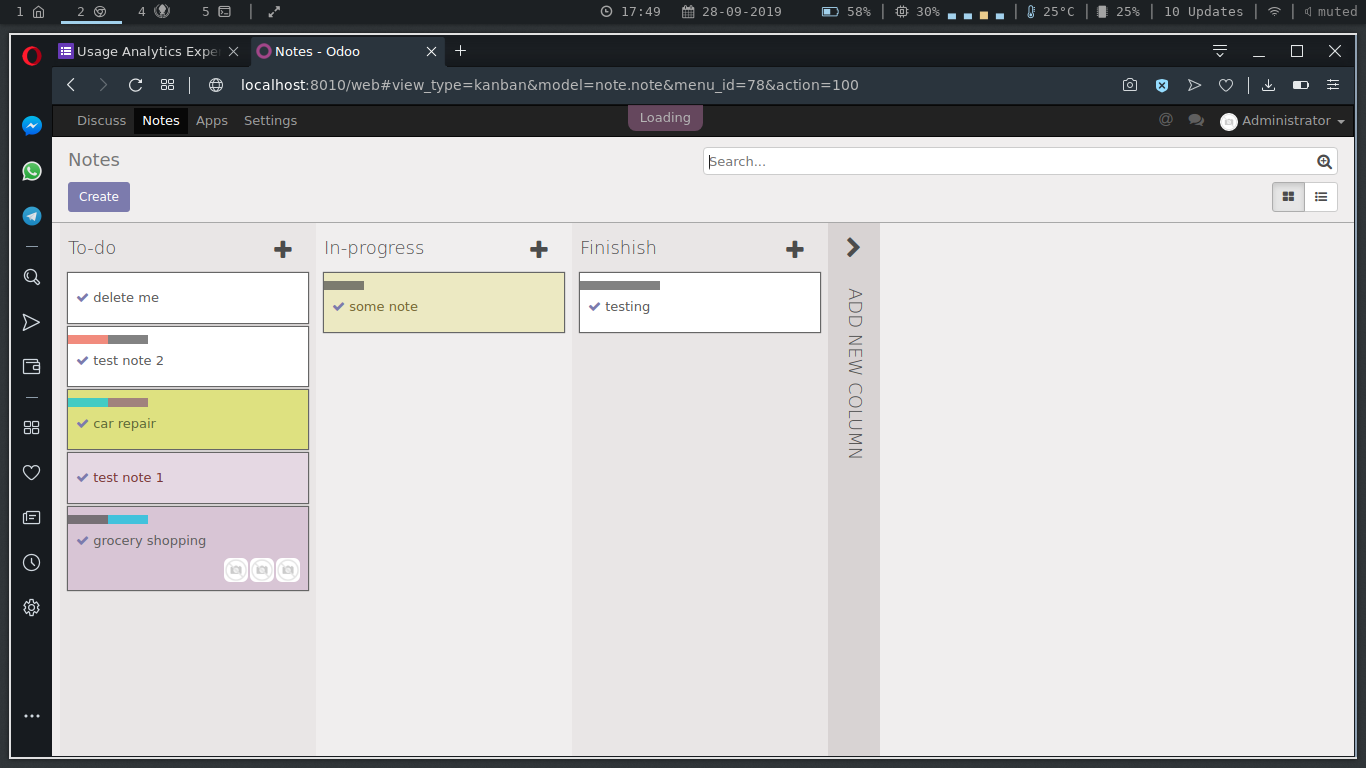 1 2 4 5 17:49 28-09-2019 58% 30% 25°C 25% 10 Updates muted
Usage Analytics Expe Notes - Odoo
localhost:8010/web#view_type=kanban&model=note.note&menu_id=78&action=100
Discuss Notes Apps Settings Loading @ Administrator
Notes
Search...
Create
To-do
delete me
test note 2
car repair
test note 1
grocery shopping
In-progress
some note
Finishish
testing
ADD NEW COLUMN